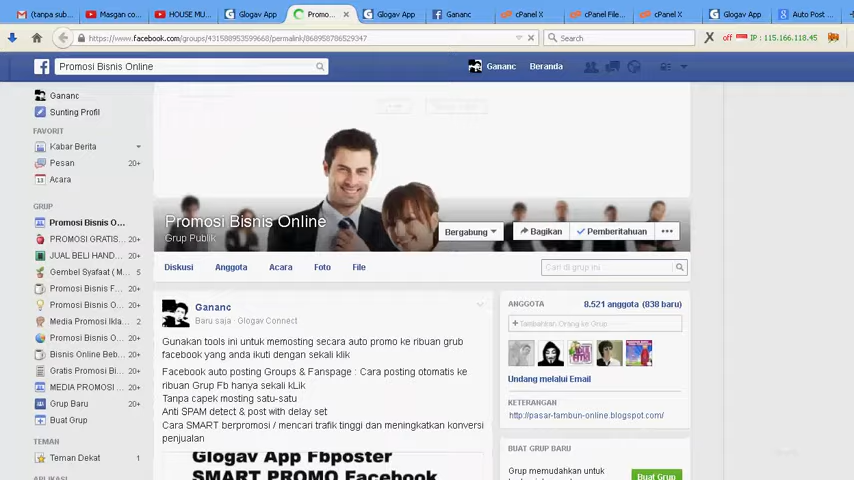 (tanpa sub...
Masgan co...
HOUSE MU...
Glogav App
Promo...
Glogav App
Gananc
cPanel X
cPanel File...
cPanel X
Glogav App
Auto Post ...
https://www.facebook.com/groups/431588953599668/permalink/868958786529347
Search
off
IP : 115.166.118.45
Promosi Bisnis Online
Gananc
Beranda
Gananc
Sunting Profil
FAVORIT
Kabar Berita
Pesan 20+
Acara
GRUP
Promosi Bisnis O...
PROMOSI GRATIS... 20+
JUAL BELI HAND... 20+
Gembel Syafaat ( M... 5
Promosi Bisnis F... 20+
Promosi Bisnis O... 20+
Media Promosi Ikla... 2
Promosi Bisnis O... 20+
Bisnis Online Beb... 20+
Gratis Promosi Bi... 20+
MEDIA PROMOSI ... 20+
Grup Baru 20+
Buat Grup
TEMAN
Teman Dekat 1
APLIKASI
Promosi Bisnis Online
Grup Publik
Bergabung
Bagikan
Pemberitahuan
Diskusi
Anggota
Acara
Foto
File
Cari di grup ini
Gananc
Baru saja · Glogav Connect
Gunakan tools ini untuk memosting secara auto promo ke ribuan grub
facebook yang anda ikuti dengan sekali klik
Facebook auto posting Groups & Fanspage : Cara posting otomatis ke
ribuan Grup Fb hanya sekali kLik
Tanpa capek mosting satu-satu
Anti SPAM detect & post with delay set
Cara SMART berpromosi / mencari trafik tinggi dan meningkatkan konversi
penjualan
Glogav App Fbposter
SMART PROMO Facebook
ANGGOTA
8.521 anggota (838 baru)
+ Tambahkan Orang ke Grup
Undang melalui Email
KETERANGAN
http://pasar-tambun-online.blogspot.com/
BUAT GRUP BARU
Grup memudahkan untuk
Buat Grup